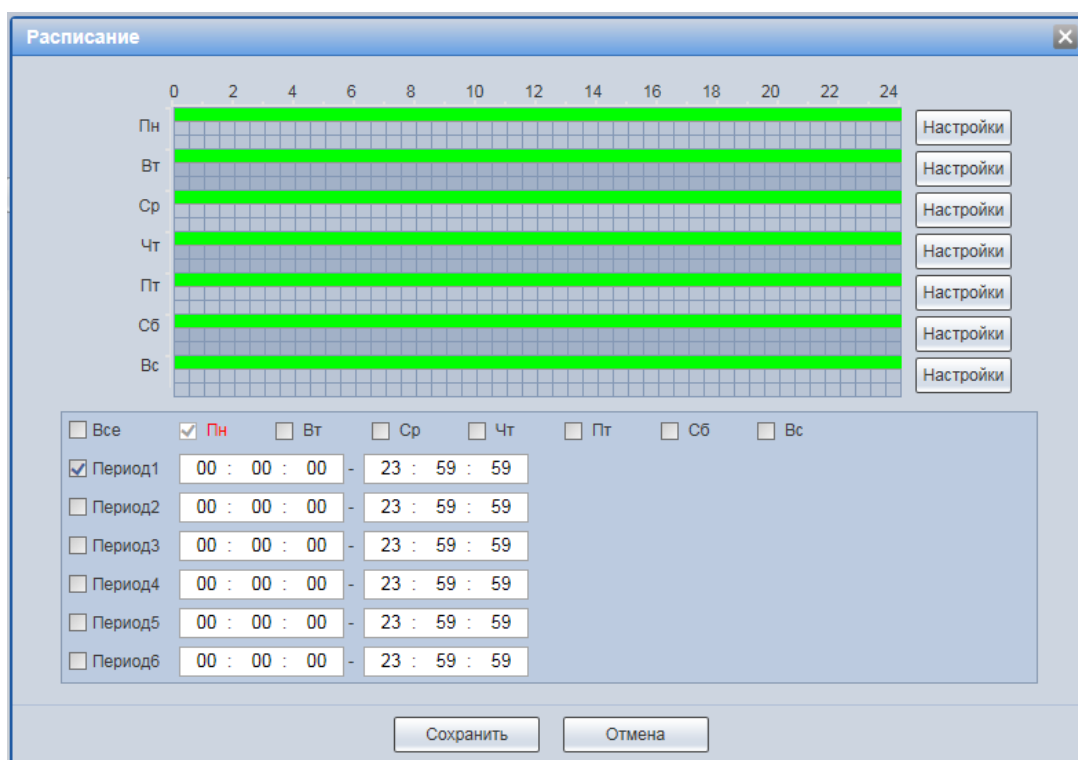 Расписание
0 2 4 6 8 10 12 14 16 18 20 22 24
Пн Настройки
Вт Настройки
Ср Настройки
Чт Настройки
Пт Настройки
Сб Настройки
Вс Настройки
Все Пн Вт Ср Чт Пт Сб Вс
Период1 00 : 00 : 00 - 23 : 59 : 59
Период2 00 : 00 : 00 - 23 : 59 : 59
Период3 00 : 00 : 00 - 23 : 59 : 59
Период4 00 : 00 : 00 - 23 : 59 : 59
Период5 00 : 00 : 00 - 23 : 59 : 59
Период6 00 : 00 : 00 - 23 : 59 : 59
Сохранить Отмена